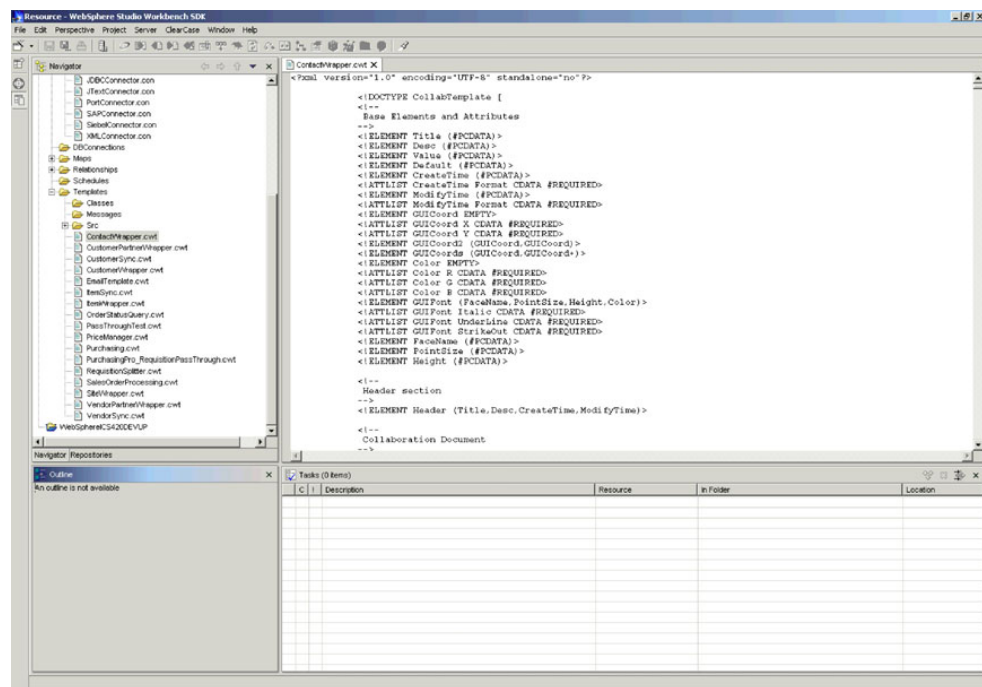 Resource - WebSphere Studio Workbench SDK
File Edit Perspective Project Server ClearCase Window Help
Navigator
JDBCConnector.con
JTextConnector.con
PortConnector.con
SAPConnector.con
SiebelConnector.con
XMLConnector.con
DBConnections
Maps
Relationships
Schedules
Templates
Classes
Messages
Src
ContactWrapper.cwt
CustomerPartnerWrapper.cwt
CustomerSync.cwt
CustomerWrapper.cwt
EmailTemplate.cwt
ItemSync.cwt
ItemWrapper.cwt
OrderStatusQuery.cwt
PassThroughTest.cwt
PriceManager.cwt
Purchasing.cwt
PurchasingPro_RequisitionPassThrough.cwt
RequisitionSplitter.cwt
SalesOrderProcessing.cwt
SiteWrapper.cwt
VendorPartnerWrapper.cwt
VendorSync.cwt
WebSphereICS420DEVUP
Navigator Repositories
ContactWrapper.cwt
<?xml version="1.0" encoding="UTF-8" standalone="no"?>
<!DOCTYPE CollabTemplate [
<!--
Base Elements and Attributes
-->
<!ELEMENT Title (#PCDATA)>
<!ELEMENT Desc (#PCDATA)>
<!ELEMENT Value (#PCDATA)>
<!ELEMENT Default (#PCDATA)>
<!ELEMENT CreateTime (#PCDATA)>
<!ATTLIST CreateTime Format CDATA #REQUIRED>
<!ELEMENT ModifyTime (#PCDATA)>
<!ATTLIST ModifyTime Format CDATA #REQUIRED>
<!ELEMENT GUICoord EMPTY>
<!ATTLIST GUICoord X CDATA #REQUIRED>
<!ATTLIST GUICoord Y CDATA #REQUIRED>
<!ELEMENT GUICoord2 (GUICoord,GUICoord)>
<!ELEMENT GUICoords (GUICoord,GUICoord+)>
<!ELEMENT Color EMPTY>
<!ATTLIST Color R CDATA #REQUIRED>
<!ATTLIST Color G CDATA #REQUIRED>
<!ATTLIST Color B CDATA #REQUIRED>
<!ELEMENT GUIFont (FaceName,PointSize,Height,Color)>
<!ATTLIST GUIFont Italic CDATA #REQUIRED>
<!ATTLIST GUIFont UnderLine CDATA #REQUIRED>
<!ATTLIST GUIFont StrikeOut CDATA #REQUIRED>
<!ELEMENT FaceName (#PCDATA)>
<!ELEMENT PointSize (#PCDATA)>
<!ELEMENT Height (#PCDATA)>
<!--
Header section
-->
<!ELEMENT Header (Title,Desc,CreateTime,ModifyTime)>
<!--
Collaboration Document
-->
Outline
An outline is not available
Tasks (0 items)
C ! Description Resource In Folder Location